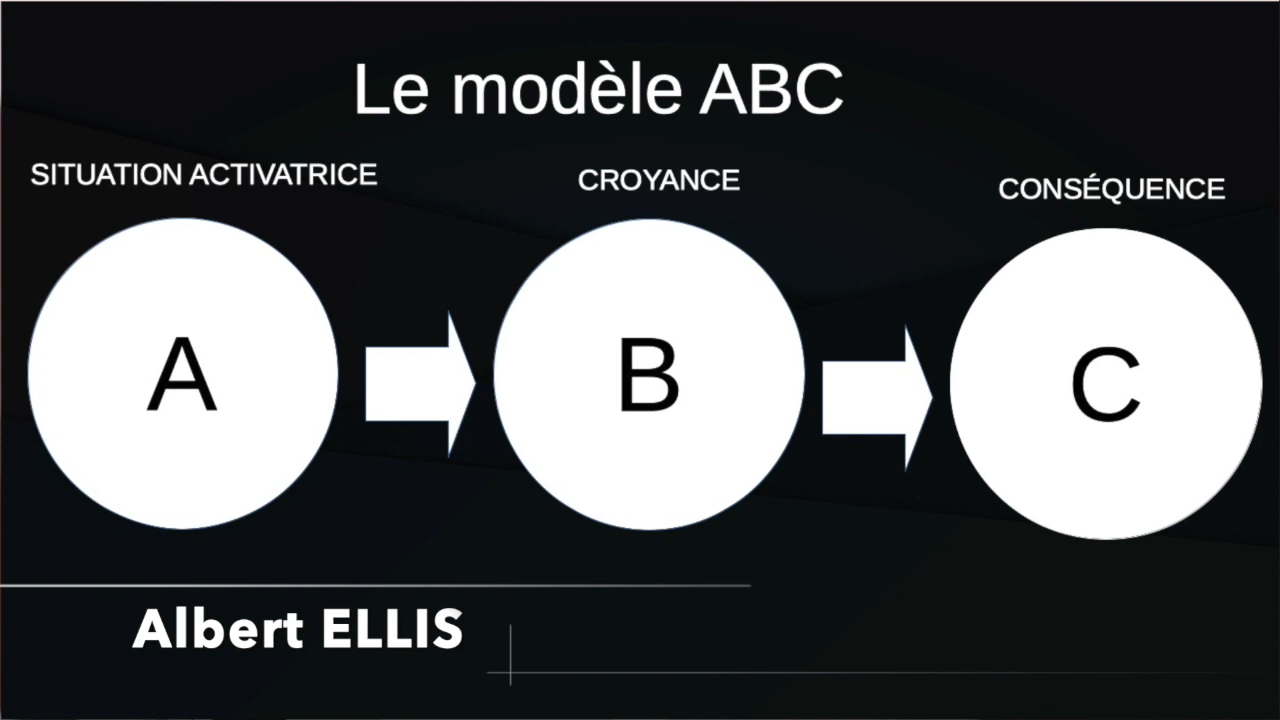 Le modèle ABC
SITUATION ACTIVATRICE
CROYANCE
CONSÉQUENCE
A
B
C
Albert ELLIS